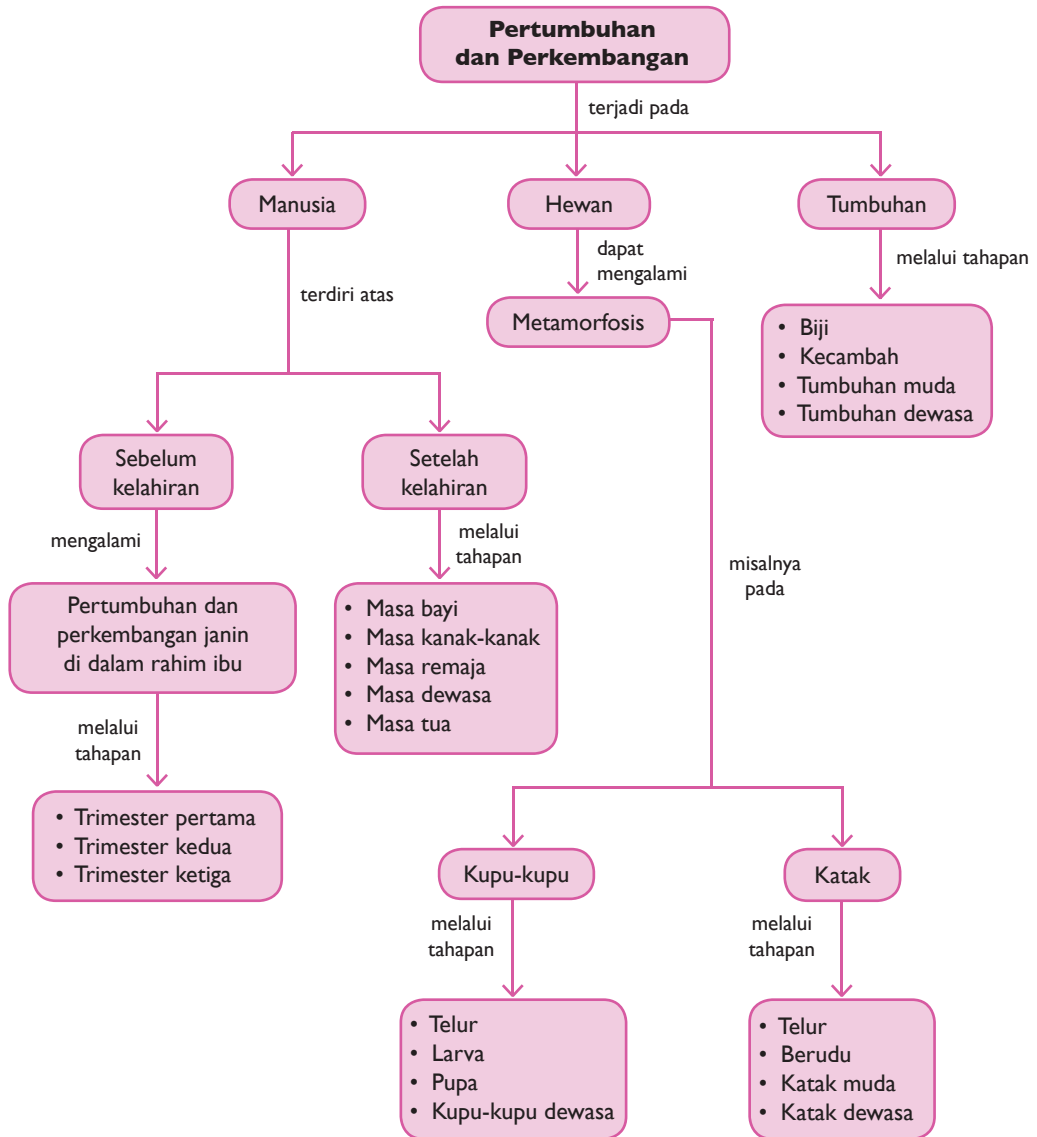 Pertumbuhan
dan Perkembangan
terjadi pada
Manusia
Hewan
Tumbuhan
terdiri atas
dapat
mengalami
melalui tahapan
Metamorfosis
• Biji
• Kecambah
• Tumbuhan muda
• Tumbuhan dewasa
Sebelum
kelahiran
Setelah
kelahiran
mengalami
melalui
tahapan
misalnya
pada
Pertumbuhan dan
perkembangan janin
di dalam rahim ibu
• Masa bayi
• Masa kanak-kanak
• Masa remaja
• Masa dewasa
• Masa tua
melalui
tahapan
• Trimester pertama
• Trimester kedua
• Trimester ketiga
Kupu-kupu
Katak
melalui
tahapan
melalui
tahapan
• Telur
• Larva
• Pupa
• Kupu-kupu dewasa
• Telur
• Berudu
• Katak muda
• Katak dewasa